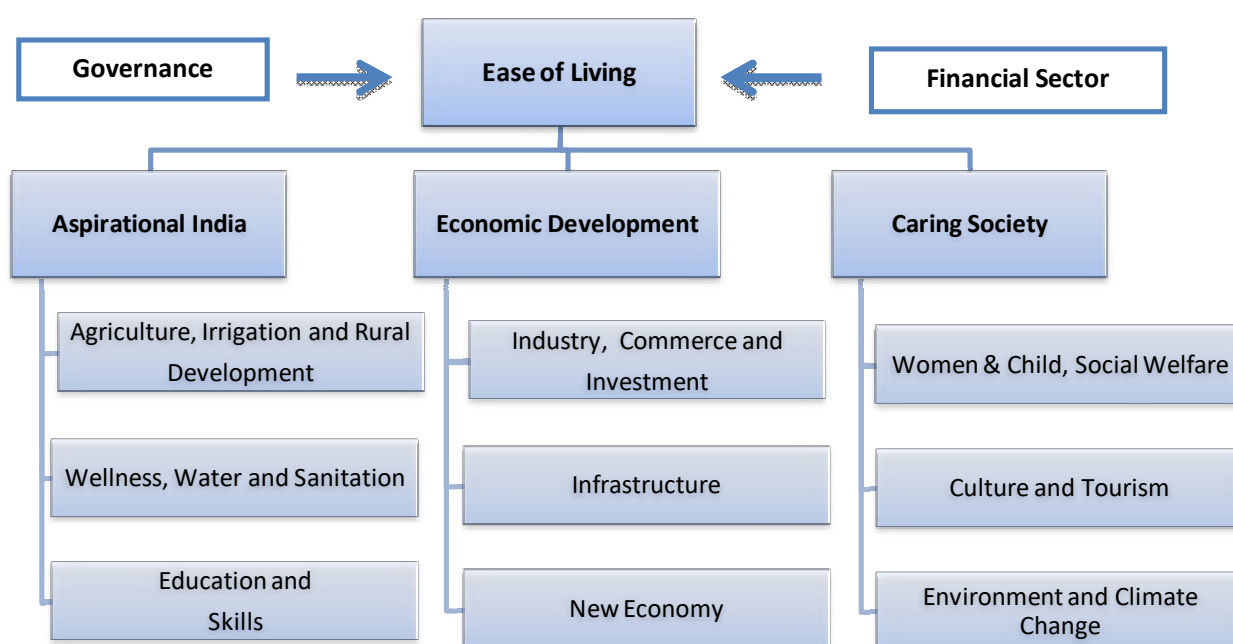 Governance
Ease of Living
Financial Sector
Aspirational India
Economic Development
Caring Society
Agriculture, Irrigation and Rural
Development
Wellness, Water and Sanitation
Education and
Skills
Industry, Commerce and
Investment
Infrastructure
New Economy
Women & Child, Social Welfare
Culture and Tourism
Environment and Climate
Change